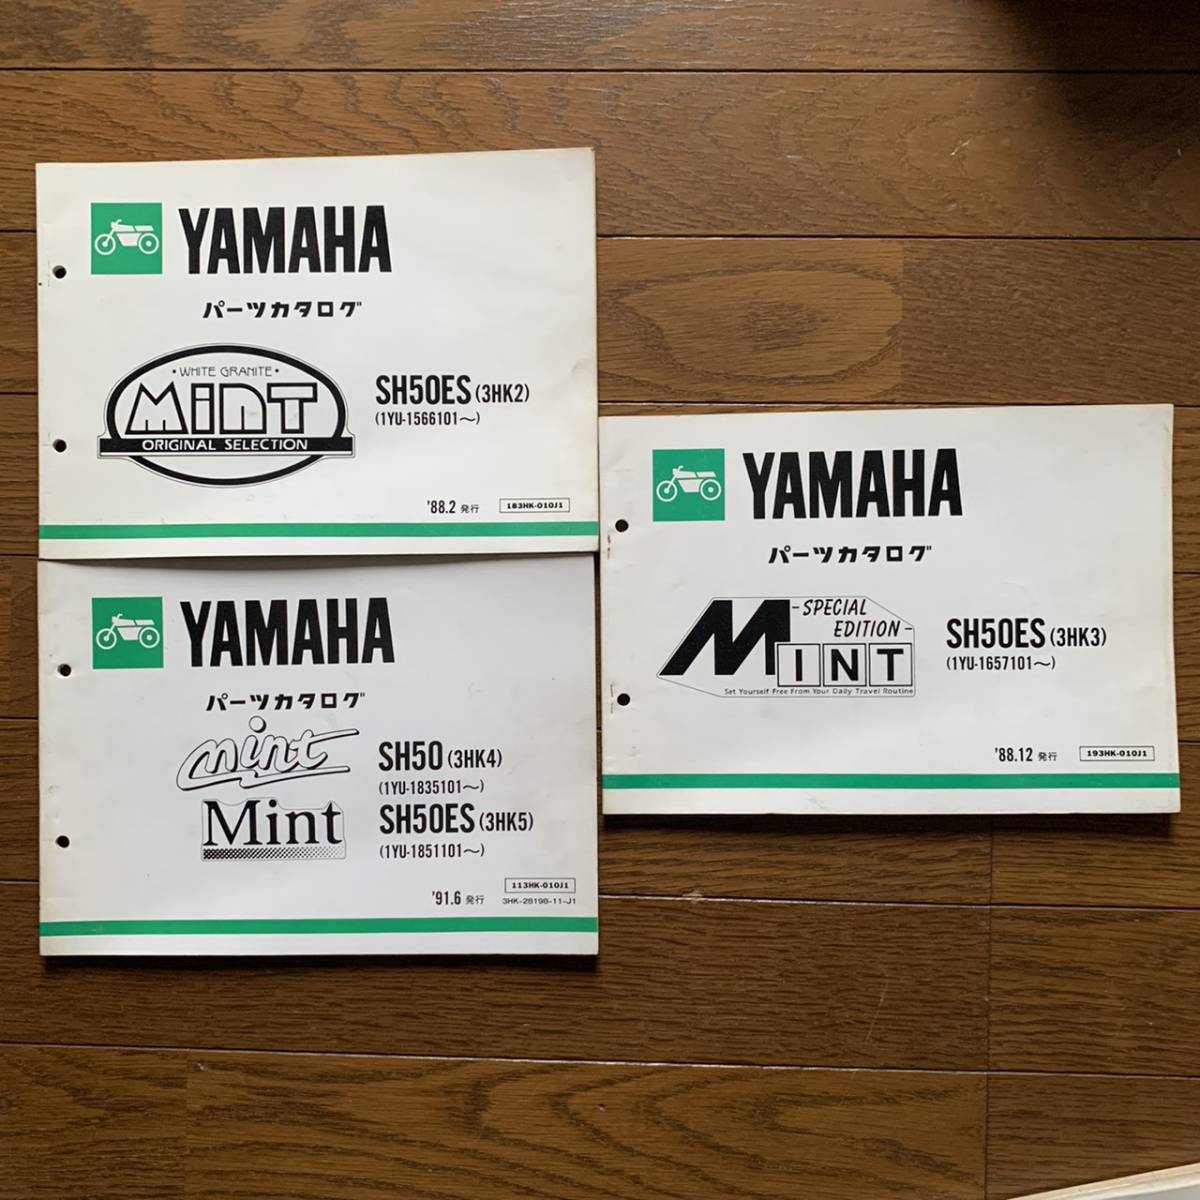 YAMAHA
パーツカタログ
・WHITE GRANITE・
MinT
ORIGINAL SELECTION
SH50ES(3HK2)
(1YU-1566101~)
'88.2 発行
183HK-010J1
YAMAHA
パーツカタログ
mint
SH50(3HK4)
(1YU-1835101~)
Mint
SH50ES(3HK5)
(1YU-1851101~)
113HK-010J1
'91.6 発行
3HK-28198-11-J1
YAMAHA
パーツカタログ
-SPECIAL
EDITION-
MINT
Set Yourself Free From Your Daily Travel Routine
SH50ES(3HK3)
(1YU-1657101~)
'88.12 発行
193HK-010J1